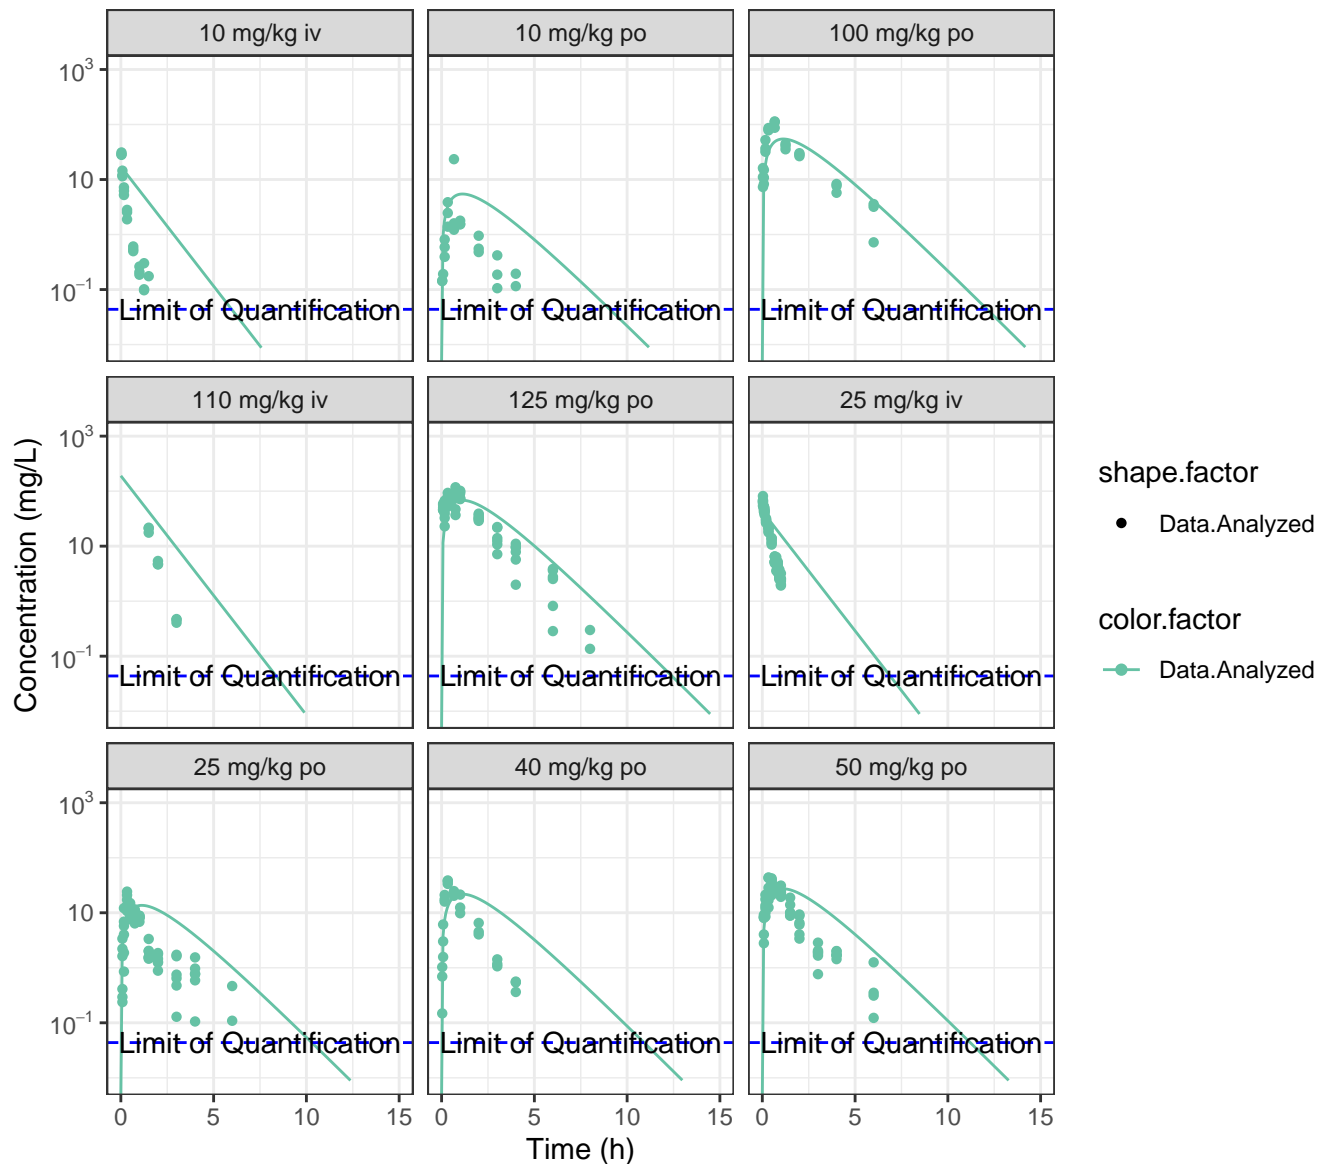 10 mg/kg iv
10 mg/kg po
100 mg/kg po
10³
10
10⁻¹
Limit of Quantification
Limit of Quantification
Limit of Quantification
110 mg/kg iv
125 mg/kg po
25 mg/kg iv
10³
10
10⁻¹
Limit of Quantification
Limit of Quantification
Limit of Quantification
25 mg/kg po
40 mg/kg po
50 mg/kg po
10³
10
10⁻¹
Limit of Quantification
Limit of Quantification
Limit of Quantification
0 5 10 15
0 5 10 15
0 5 10 15
Time (h)
Concentration (mg/L)
shape.factor
Data.Analyzed
color.factor
Data.Analyzed